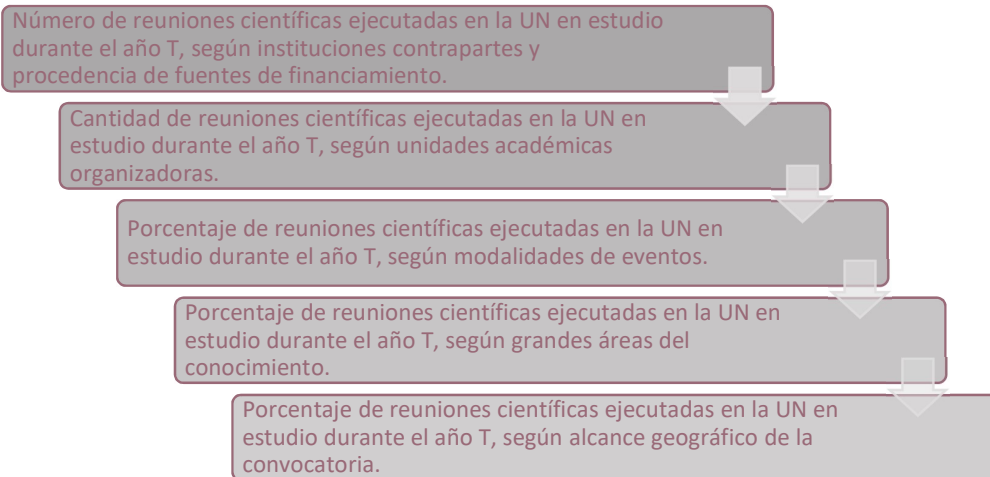 Número de reuniones científicas ejecutadas en la UN en estudio
durante el año T, según instituciones contrapartes y
procedencia de fuentes de financiamiento.
Cantidad de reuniones científicas ejecutadas en la UN en
estudio durante el año T, según unidades académicas
organizadoras.
Porcentaje de reuniones científicas ejecutadas en la UN en
estudio durante el año T, según modalidades de eventos.
Porcentaje de reuniones científicas ejecutadas en la UN en
estudio durante el año T, según grandes áreas del
conocimiento.
Porcentaje de reuniones científicas ejecutadas en la UN en
estudio durante el año T, según alcance geográfico de la
convocatoria.